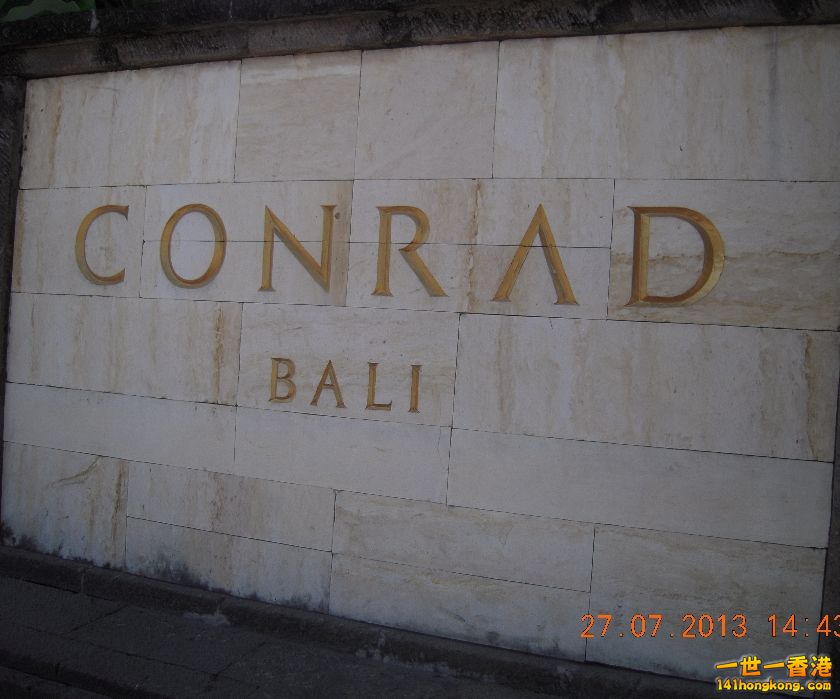 CONRAD
BALI
27.07.2013 14:43
一世一香港
141hongkong.com